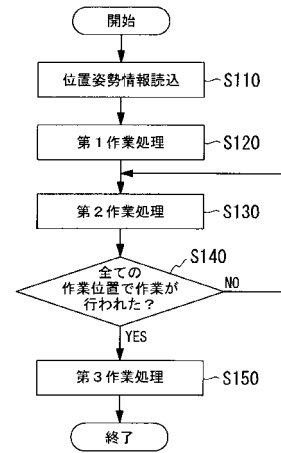 開始
位置姿勢情報読込
S110
第1作業処理
S120
第2作業処理
S130
全ての
作業位置で作業が
行われた？
S140
NO
YES
第3作業処理
S150
終了